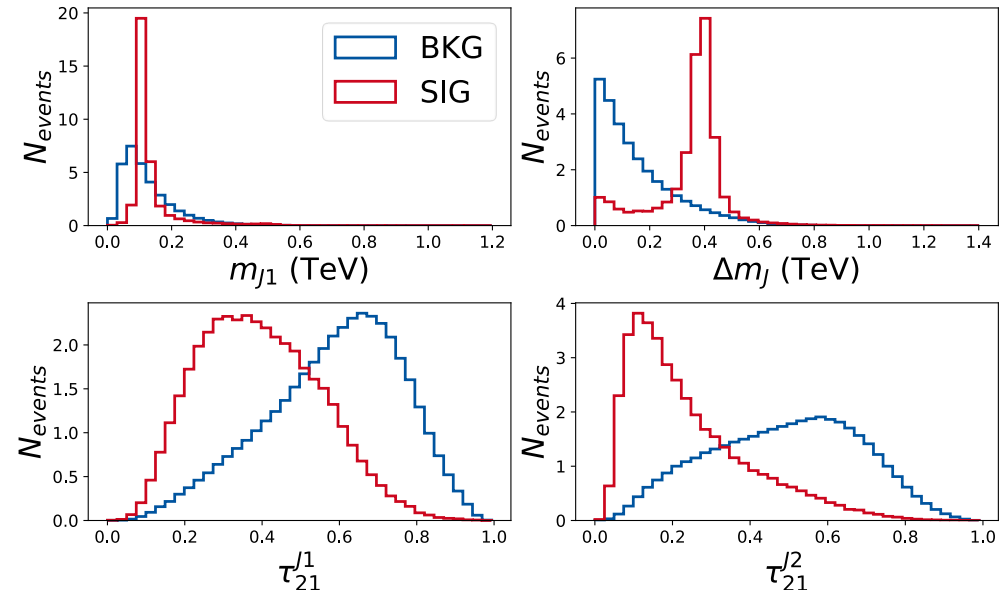 20
15
10
5
0
N_events
BKG
SIG
0.0 0.2 0.4 0.6 0.8 1.0 1.2
m_J1 (TeV)
6
4
2
0
N_events
0.0 0.2 0.4 0.6 0.8 1.0 1.2 1.4
Δm_J (TeV)
2.0
1.5
1.0
0.5
0.0
N_events
0.0 0.2 0.4 0.6 0.8 1.0
τ_21^J1
4
3
2
1
0
N_events
0.0 0.2 0.4 0.6 0.8 1.0
τ_21^J2